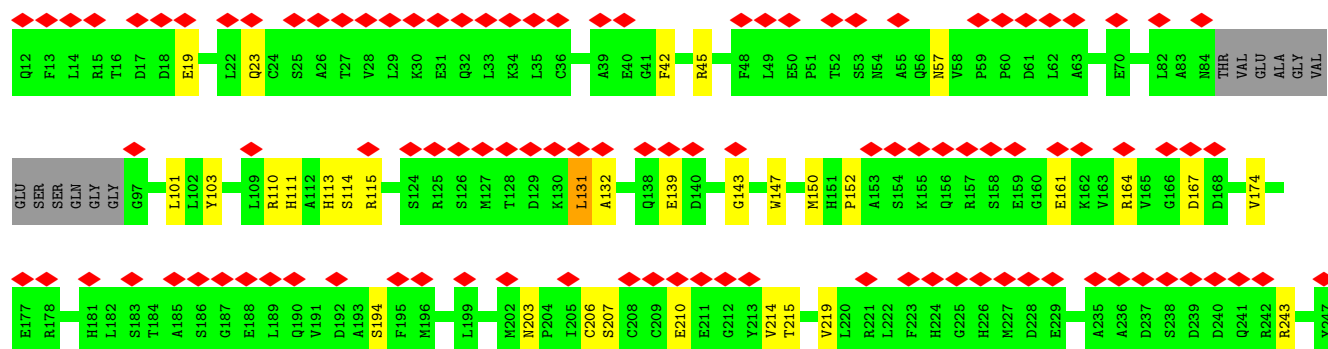 Q12 F13 L14 R15 T16 D17 D18 E19 L22 Q23 C24 S25 A26 T27 V28 L29 K30 E31 Q32 L33 K34 L35 C36 A39 E40 G41 F42 R45 F48 L49 E50 P51 T52 S53 N54 A55 Q56 N57 V58 P59 P60 D61 L62 A63 E70 L82 A83 N84 THR VAL GLU ALA GLY VAL
GLU SER SER GLN GLY GLY G97 L101 L102 Y103 L109 R110 H111 A112 H113 S114 R115 S124 R125 S126 M127 T128 D129 K130 L131 A132 Q138 E139 D140 G143 W147 M150 H151 P152 A153 S154 K155 Q156 R157 S158 E159 G160 E161 K162 V163 R164 V165 G166 D167 D168 V174
E177 R178 H181 L182 S183 T184 A185 S186 G187 E188 L189 Q190 V191 D192 A193 S194 F195 M196 L199 M202 N203 P204 I205 C206 S207 C208 C209 E210 E211 G212 Y213 V214 T215 V219 L220 R221 L222 F223 H224 G225 H226 M227 D228 E229 A235 A236 D237 S238 D239 D240 Q241 R242 R243